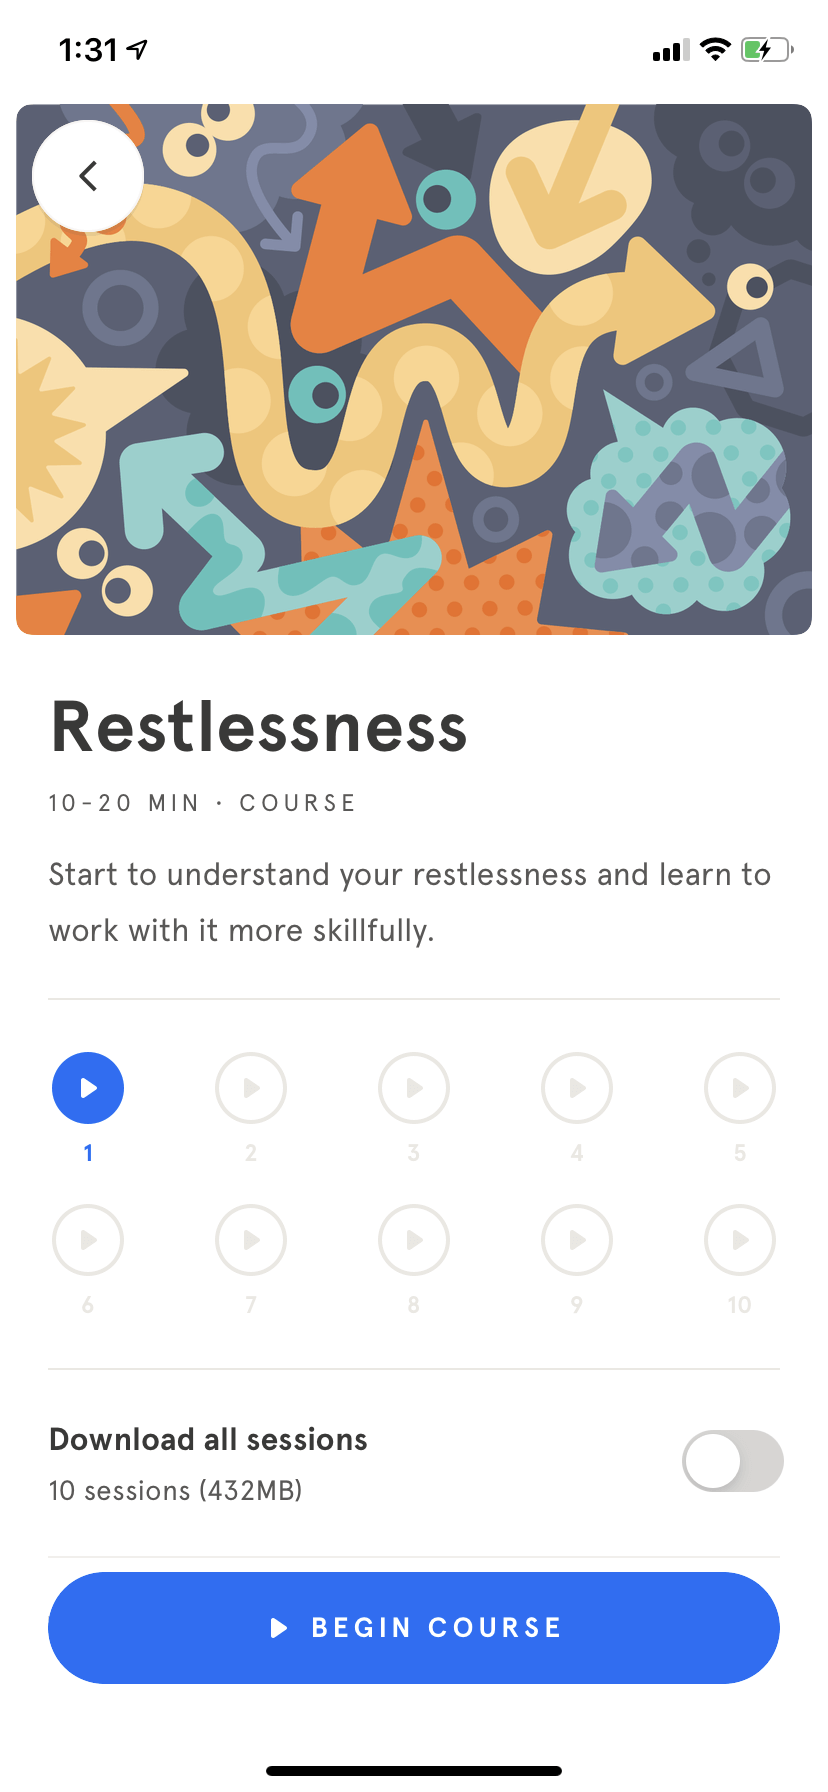 1:31
Restlessness
10-20 MIN · COURSE
Start to understand your restlessness and learn to
work with it more skillfully.
1 2 3 4 5
6 7 8 9 10
Download all sessions
10 sessions (432MB)
BEGIN COURSE